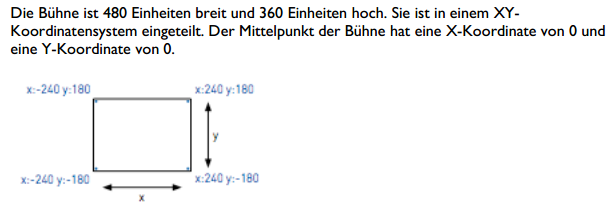 Die Bühne ist 480 Einheiten breit und 360 Einheiten hoch. Sie ist in einem XY-
Koordinatensystem eingeteilt. Der Mittelpunkt der Bühne hat eine X-Koordinate von 0 und
eine Y-Koordinate von 0.
x:-240 y:180 x:240 y:180
y
x:-240 y:-180 x:240 y:-180
x